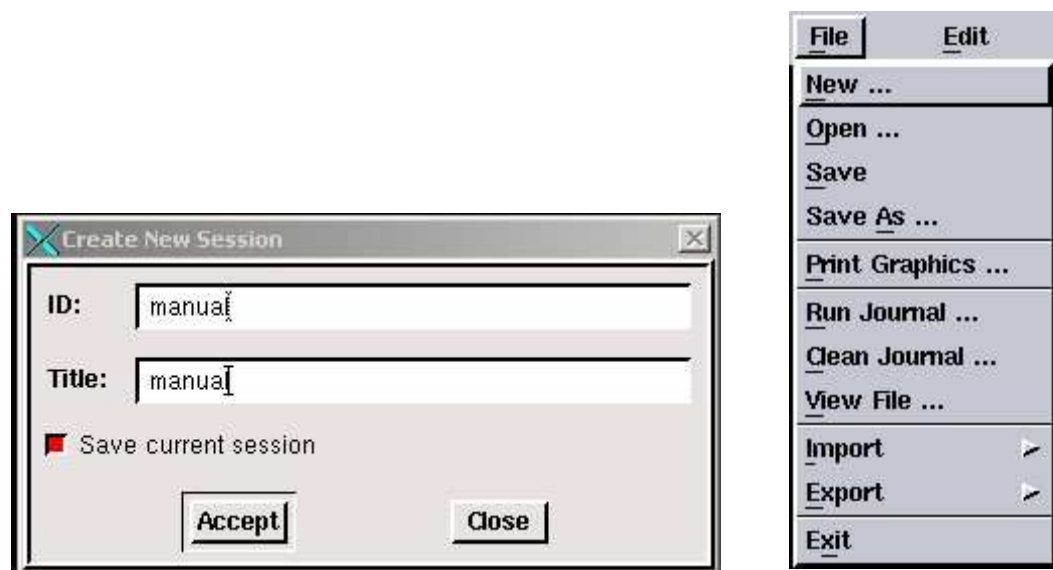 Create New Session
ID: manual
Title: manual
Save current session
Accept Close
File Edit
New ...
Open ...
Save
Save As ...
Print Graphics ...
Run Journal ...
Clean Journal ...
View File ...
Import
Export
Exit